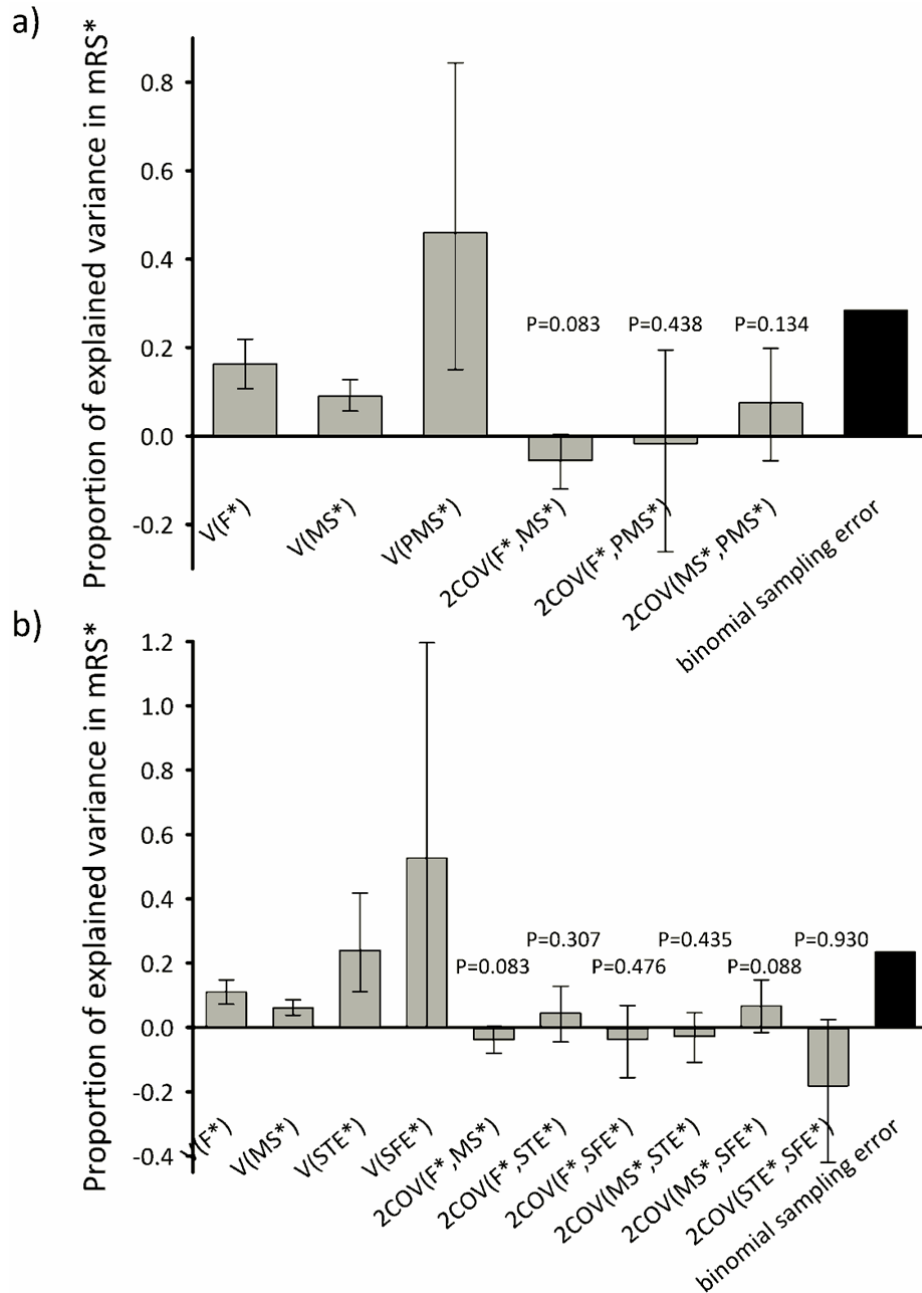 a)
Proportion of explained variance in mRS*
0.8
0.6
0.4
0.2
0.0
-0.2
P=0.083
P=0.438
P=0.134
V(F*)
V(MS*)
V(PMS*)
2COV(F*,MS*)
2COV(F*,PMS*)
2COV(MS*,PMS*)
binomial sampling error
b)
Proportion of explained variance in mRS*
1.2
1.0
0.8
0.6
0.4
0.2
0.0
-0.2
-0.4
P=0.083
P=0.307
P=0.476
P=0.435
P=0.088
P=0.930
V(F*)
V(MS*)
V(STE*)
V(SFE*)
2COV(F*,MS*)
2COV(F*,STE*)
2COV(F*,SFE*)
2COV(MS*,STE*)
2COV(MS*,SFE*)
2COV(STE*,SFE*)
binomial sampling error